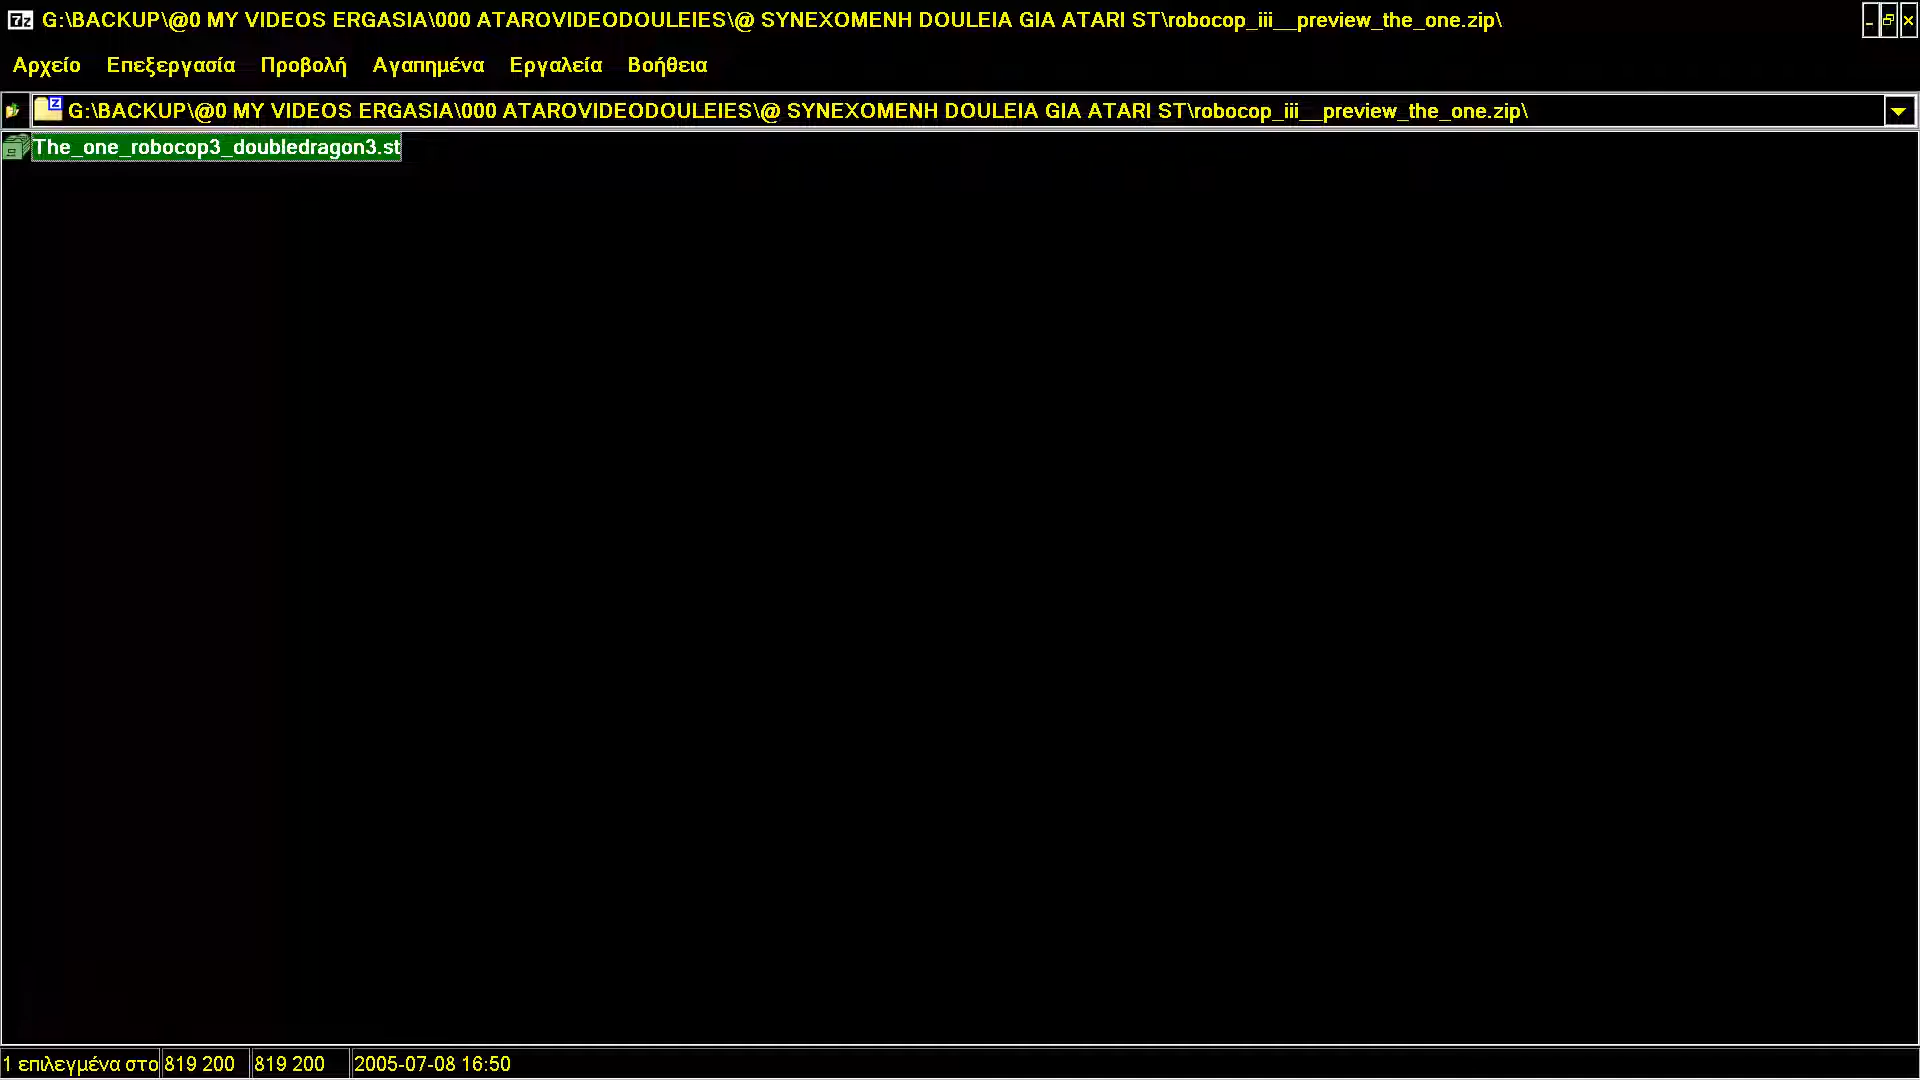 7z G:\BACKUP\@0 MY VIDEOS ERGASIA\000 ATAROVIDEODOULEIES\@ SYNEXOMENH DOULEIA GIA ATARI ST\robocop_iii__preview_the_one.zip\
Αρχείο Επεξεργασία Προβολή Αγαπημένα Εργαλεία Βοήθεια
G:\BACKUP\@0 MY VIDEOS ERGASIA\000 ATAROVIDEODOULEIES\@ SYNEXOMENH DOULEIA GIA ATARI ST\robocop_iii__preview_the_one.zip\
The_one_robocop3_doubledragon3.st
1 επιλεγμένα στο 819 200 819 200 2005-07-08 16:50